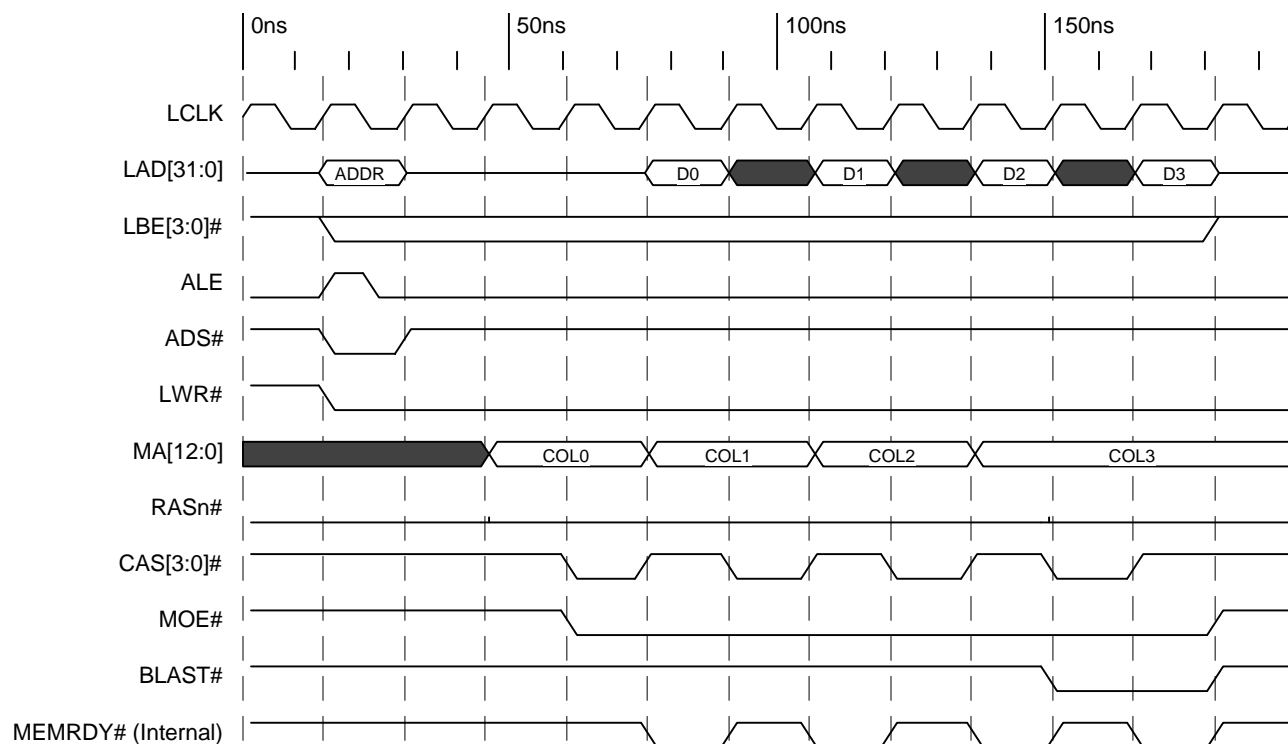 0ns 50ns 100ns 150ns
LCLK
LAD[31:0] ADDR D0 D1 D2 D3
LBE[3:0]#
ALE
ADS#
LWR#
MA[12:0] COL0 COL1 COL2 COL3
RASn#
CAS[3:0]#
MOE#
BLAST#
MEMRDY# (Internal)